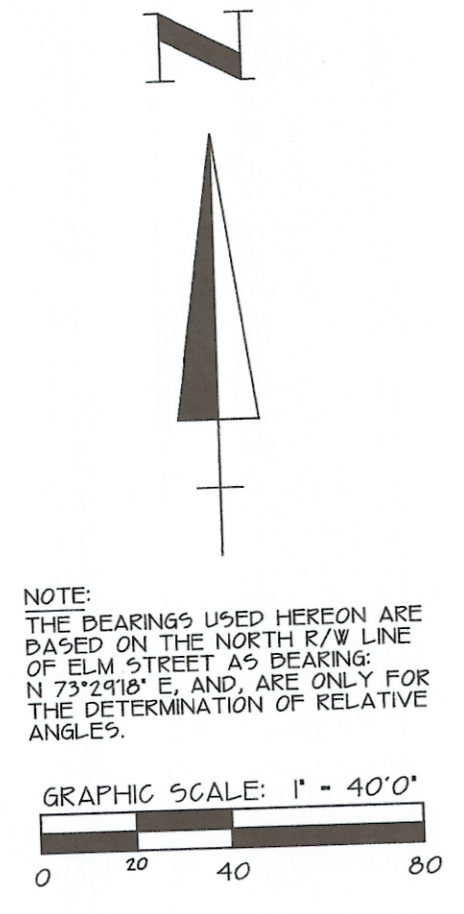 N
NOTE:
THE BEARINGS USED HEREON ARE
BASED ON THE NORTH R/W LINE
OF ELM STREET AS BEARING:
N 73°29'18" E, AND, ARE ONLY FOR
THE DETERMINATION OF RELATIVE
ANGLES.
GRAPHIC SCALE: 1" - 40'0"
0 20 40 80